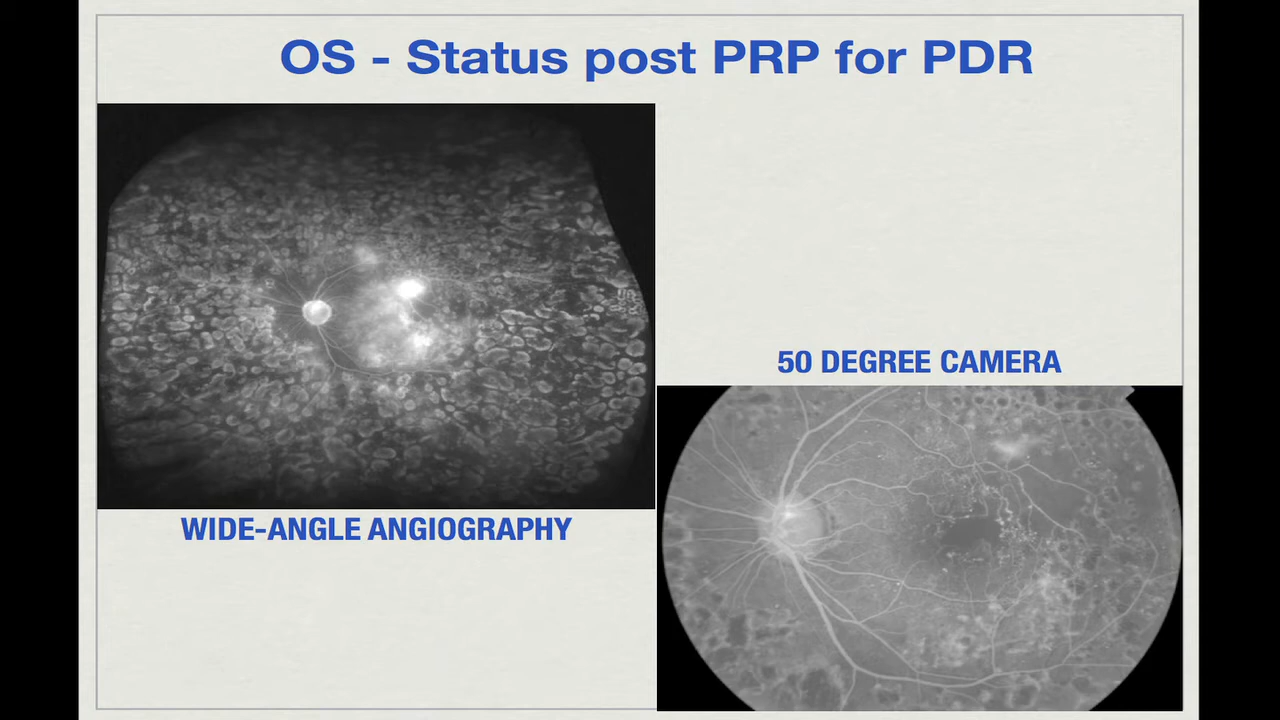 OS - Status post PRP for PDR
50 DEGREE CAMERA
WIDE-ANGLE ANGIOGRAPHY